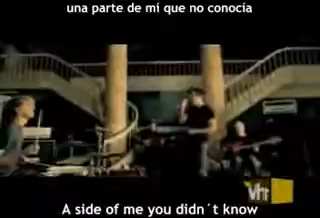 una parte de mi que no conocia
Vh1
A side of me you didn´t know